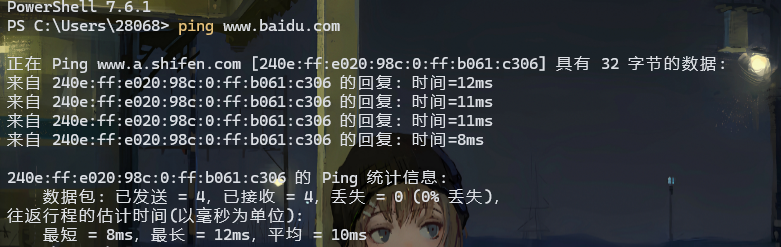 PowerShell 7.6.1
PS C:\Users\28068> ping www.baidu.com
正在 Ping www.a.shifen.com [240e:ff:e020:98c:0:ff:b061:c306] 具有 32 字节的数据:
来自 240e:ff:e020:98c:0:ff:b061:c306 的回复: 时间=12ms
来自 240e:ff:e020:98c:0:ff:b061:c306 的回复: 时间=11ms
来自 240e:ff:e020:98c:0:ff:b061:c306 的回复: 时间=11ms
来自 240e:ff:e020:98c:0:ff:b061:c306 的回复: 时间=8ms
240e:ff:e020:98c:0:ff:b061:c306 的 Ping 统计信息:
数据包: 已发送 = 4, 已接收 = 4, 丢失 = 0 (0% 丢失),
往返行程的估计时间(以毫秒为单位):
最短 = 8ms, 最长 = 12ms, 平均 = 10ms